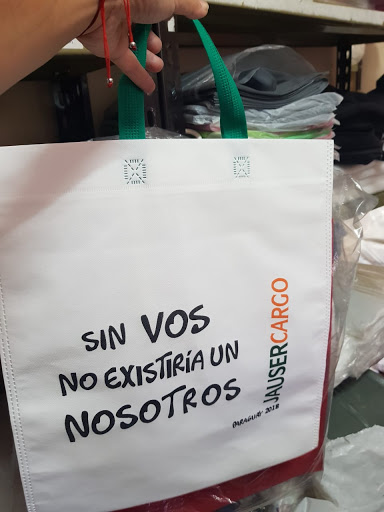 SIN VOS
NO EXISTIRÍA UN
NOSOTROS
PARAGUAY 2018
JAUSERCARGO